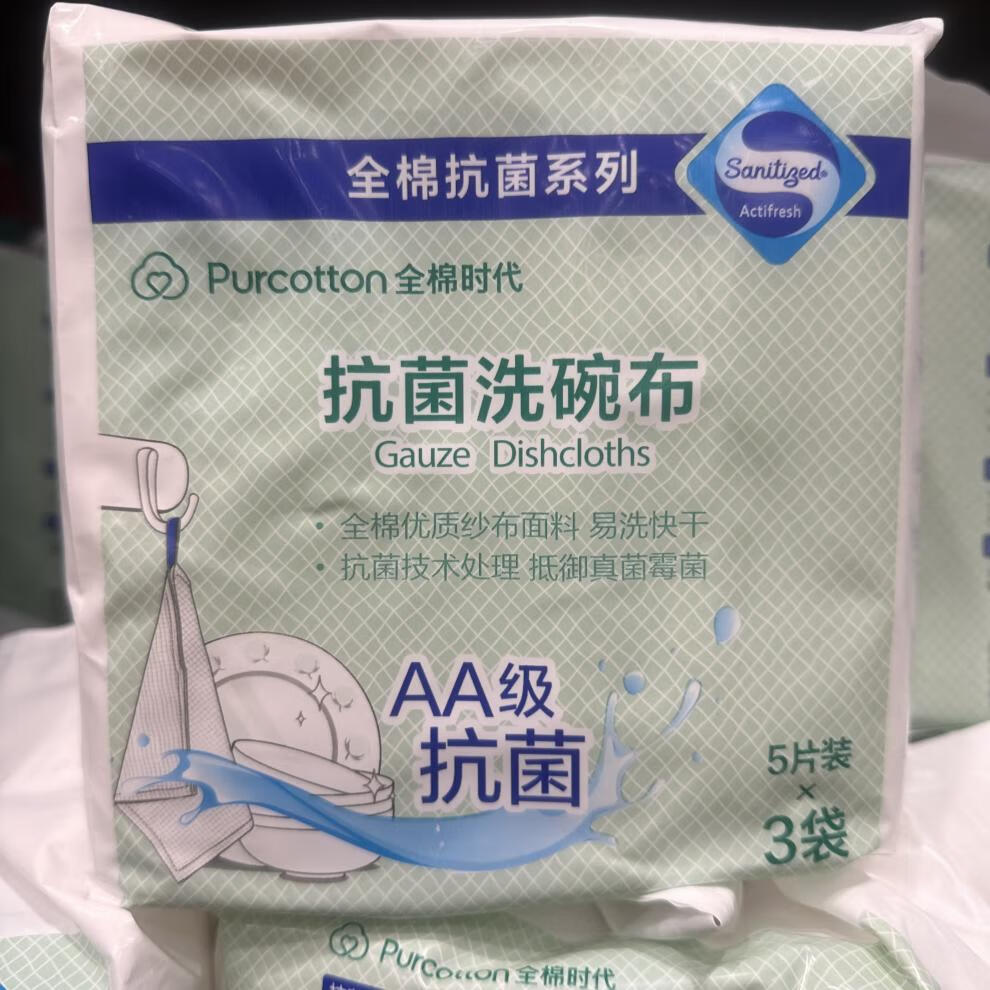 全棉抗菌系列
Sanitized®
Actifresh
Purcotton 全棉时代
抗菌洗碗布
Gauze Dishcloths
• 全棉优质纱布面料 易洗快干
• 抗菌技术处理 抵御真菌霉菌
AA级
抗菌
5片装
×
3袋
Purcotton 全棉时代